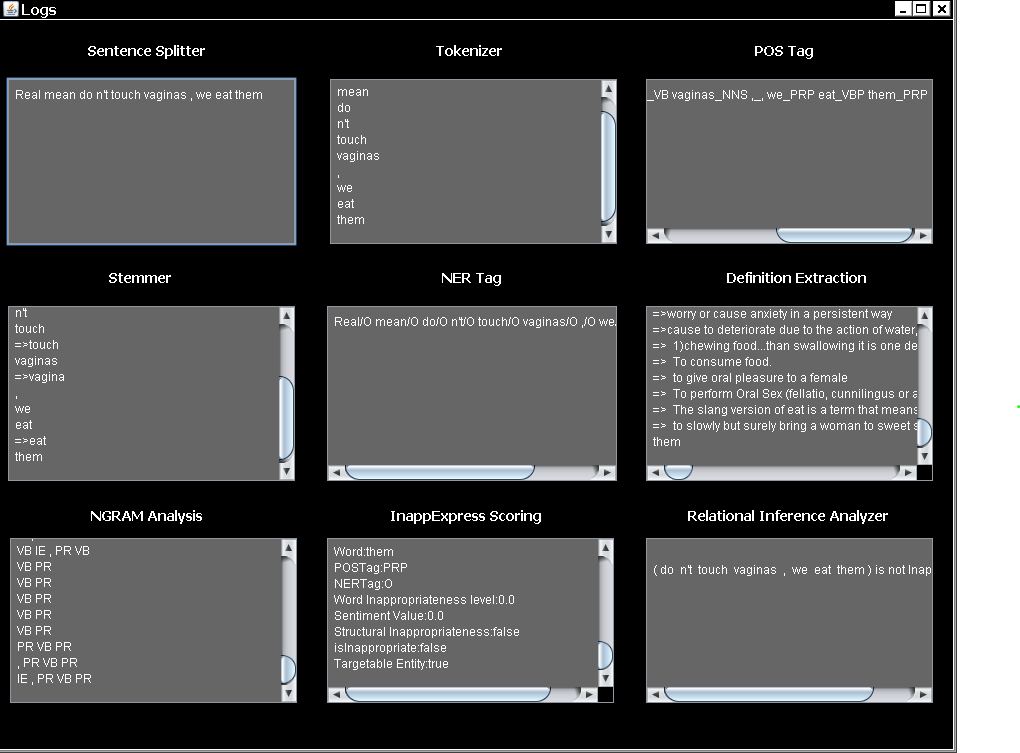 Logs
Sentence Splitter
Real mean do n't touch vaginas , we eat them
Tokenizer
mean
do
n't
touch
vaginas
,
we
eat
them
POS Tag
_VB vaginas_NNS ,_, we_PRP eat_VBP them_PRP
Stemmer
n't
touch
=>touch
vaginas
=>vagina
,
we
eat
=>eat
them
NER Tag
Real/O mean/O do/O n't/O touch/O vaginas/O ,/O we/
Definition Extraction
=>worry or cause anxiety in a persistent way
=>cause to deteriorate due to the action of water,
=> 1)chewing food...than swallowing it is one de
=> To consume food.
=> to give oral pleasure to a female
=> To perform Oral Sex (fellatio, cunnilingus or a
=> The slang version of eat is a term that means
=> to slowly but surely bring a woman to sweet s
them
NGRAM Analysis
VB IE , PR VB
VB PR
VB PR
VB PR
VB PR
VB PR
PR VB PR
, PR VB PR
IE , PR VB PR
InappExpress Scoring
Word:them
POSTag:PRP
NERTag:O
Word Inappropriateness level:0.0
Sentiment Value:0.0
Structural Inappropriateness:false
isInappropriate:false
Targetable Entity:true
Relational Inference Analyzer
( do n't touch vaginas , we eat them ) is not Inap